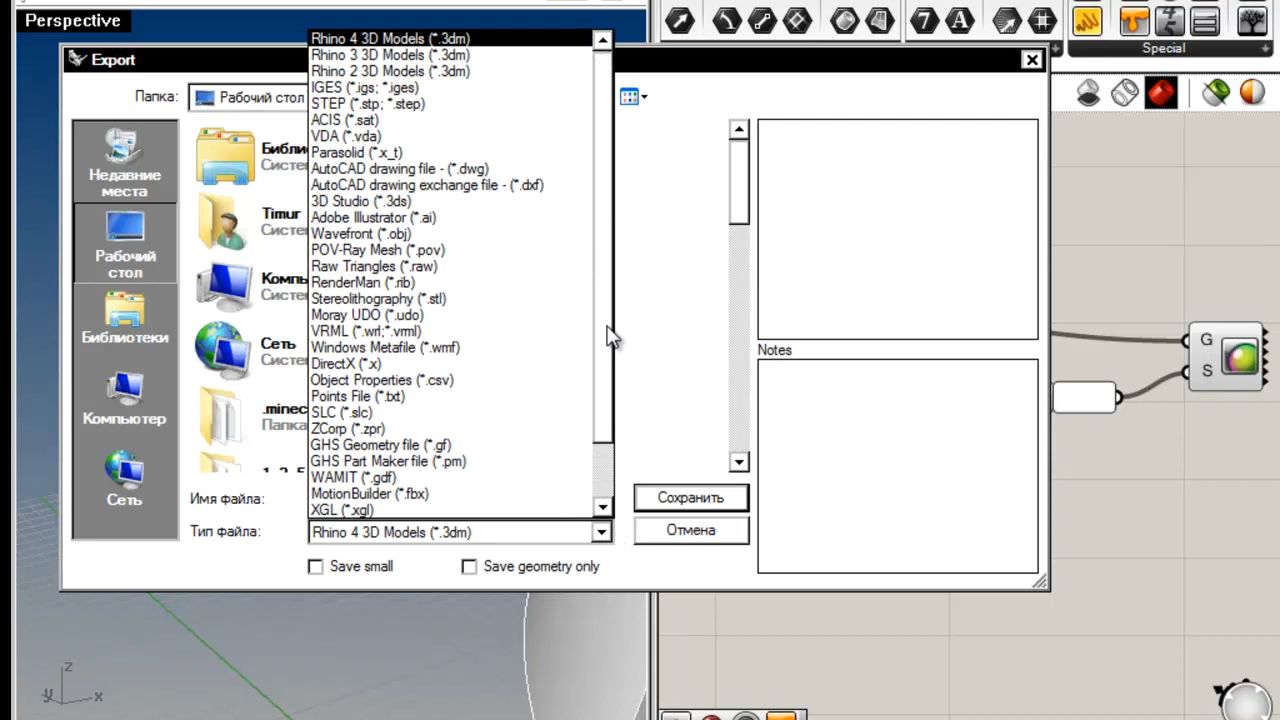 Perspective
Export
Папка:
Рабочий стол
Недавние
места
Рабочий
стол
Библиотеки
Компьютер
Сеть
Библи
Систе
Timur
Систе
Компь
Систе
Сеть
Систе
.minec
Папка
Rhino 4 3D Models (*.3dm)
Rhino 3 3D Models (*.3dm)
Rhino 2 3D Models (*.3dm)
IGES (*.igs; *.iges)
STEP (*.stp; *.step)
ACIS (*.sat)
VDA (*.vda)
Parasolid (*.x_t)
AutoCAD drawing file - (*.dwg)
AutoCAD drawing exchange file - (*.dxf)
3D Studio (*.3ds)
Adobe Illustrator (*.ai)
Wavefront (*.obj)
POV-Ray Mesh (*.pov)
Raw Triangles (*.raw)
RenderMan (*.rib)
Stereolithography (*.stl)
Moray UDO (*.udo)
VRML (*.wrl;*.vrml)
Windows Metafile (*.wmf)
DirectX (*.x)
Object Properties (*.csv)
Points File (*.txt)
SLC (*.slc)
ZCorp (*.zpr)
GHS Geometry file (*.gf)
GHS Part Maker file (*.pm)
WAMIT (*.gdf)
MotionBuilder (*.fbx)
XGL (*.xgl)
Имя файла:
Тип файла:
Rhino 4 3D Models (*.3dm)
Сохранить
Отмена
Save small
Save geometry only
Notes
7
A
Special
G
S
z
y
x